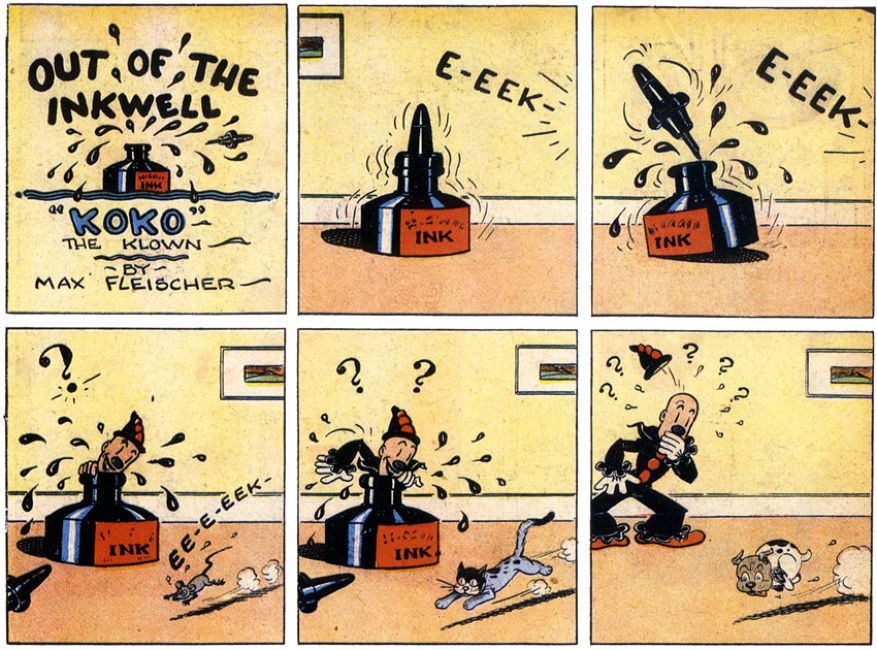 OUT OF THE
INKWELL
INK
"KOKO"
THE KLOWN
BY
MAX FLEISCHER
E-EEK-
INK
E-EEK-
INK
?
INK
EE-E-EEK-
? ?
INK
? ? ? ? ?